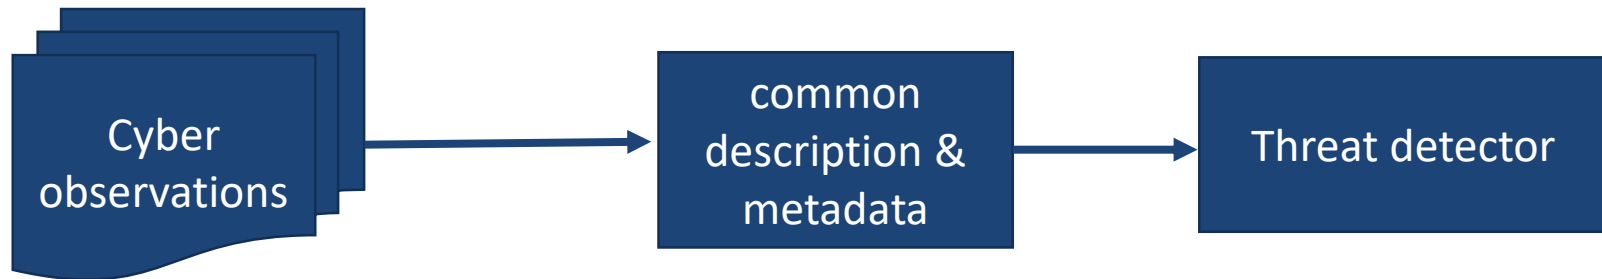 Cyber
observations
common
description &
metadata
Threat detector